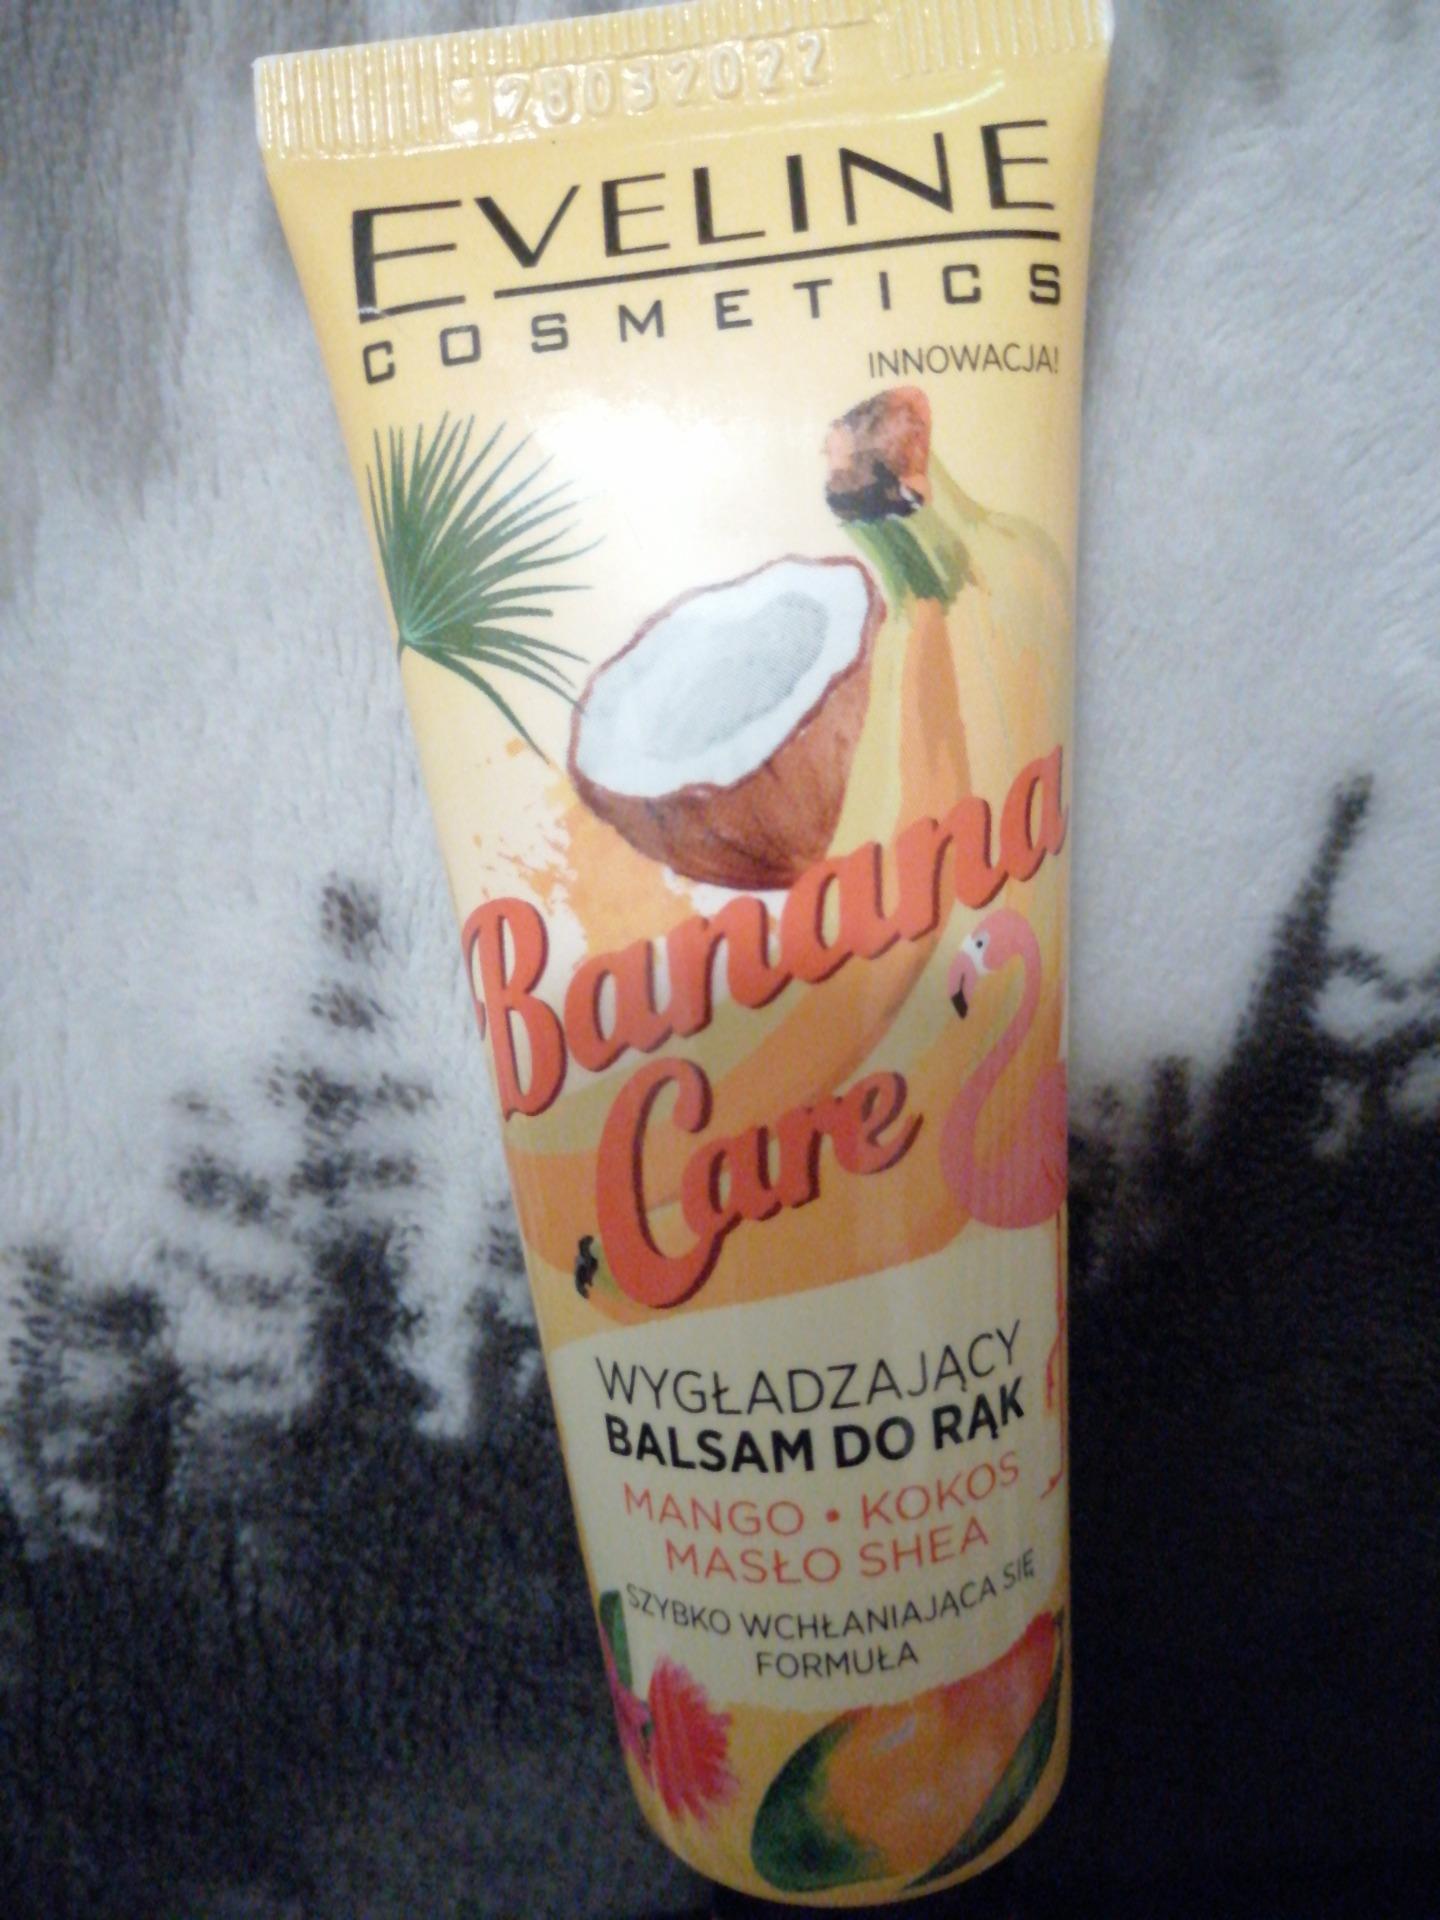 28032022
EVELINE
COSMETICS
INNOWACJA!
Banana
Care
WYGŁADZAJĄCY
BALSAM DO RĄK
MANGO • KOKOS
MASŁO SHEA
SZYBKO WCHŁANIAJĄCA SIĘ
FORMUŁA